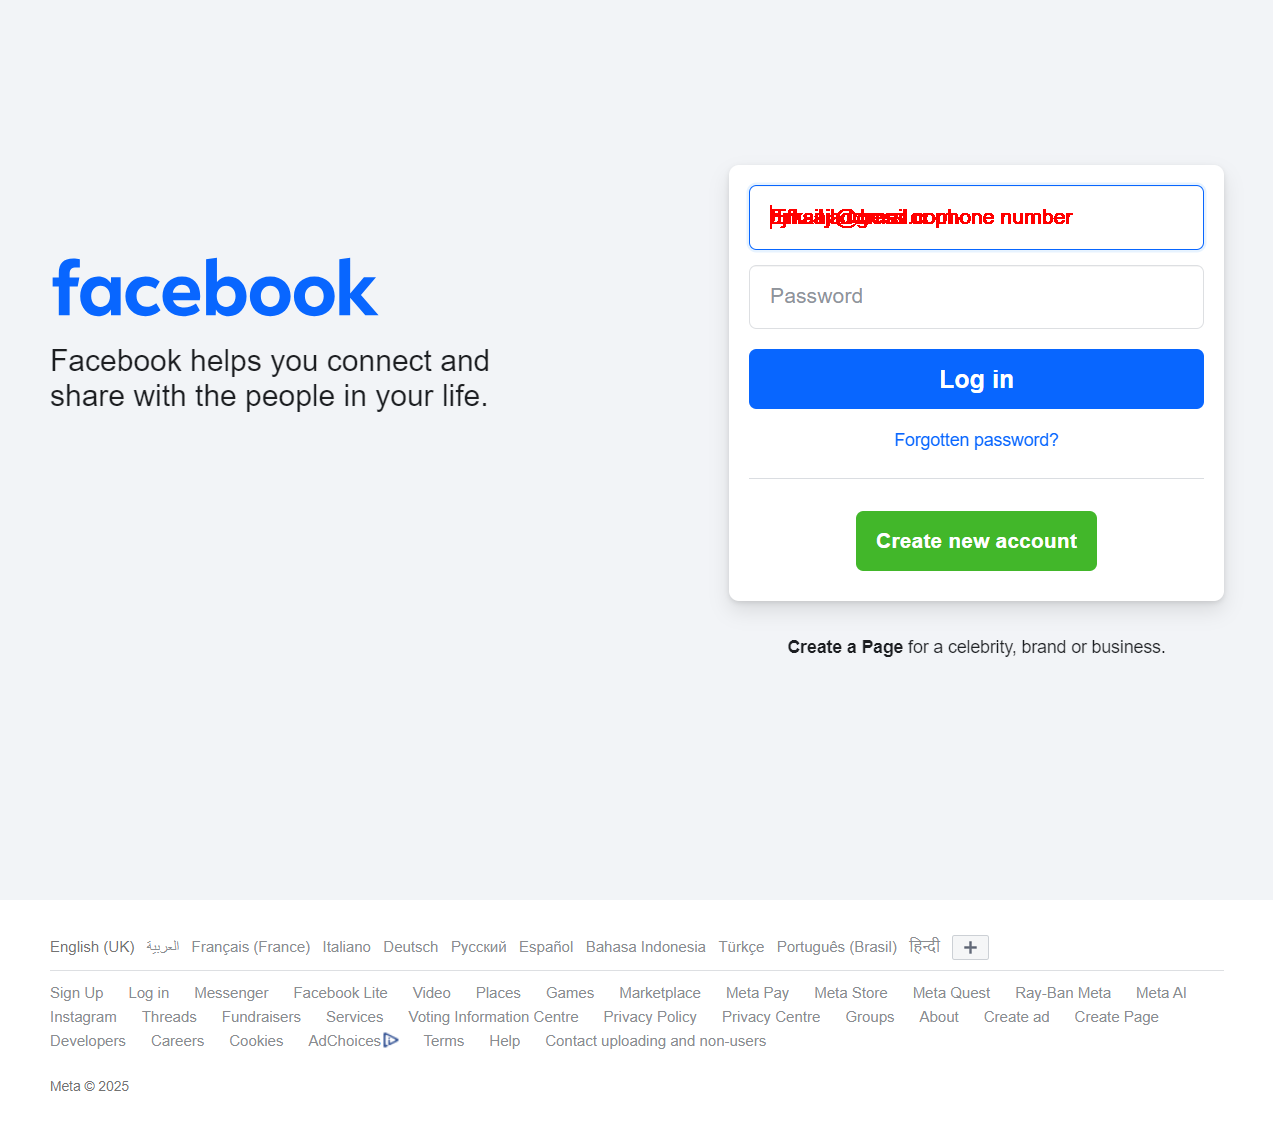 facebook
Facebook helps you connect and
share with the people in your life.
phone number
Password
Log in
Forgotten password?
Create new account
Create a Page for a celebrity, brand or business.
English (UK) العربية Français (France) Italiano Deutsch Русский Español Bahasa Indonesia Türkçe Português (Brasil) हिन्दी
Sign Up Log in Messenger Facebook Lite Video Places Games Marketplace Meta Pay Meta Store Meta Quest Ray-Ban Meta Meta AI
Instagram Threads Fundraisers Services Voting Information Centre Privacy Policy Privacy Centre Groups About Create ad Create Page
Developers Careers Cookies AdChoices Terms Help Contact uploading and non-users
Meta © 2025